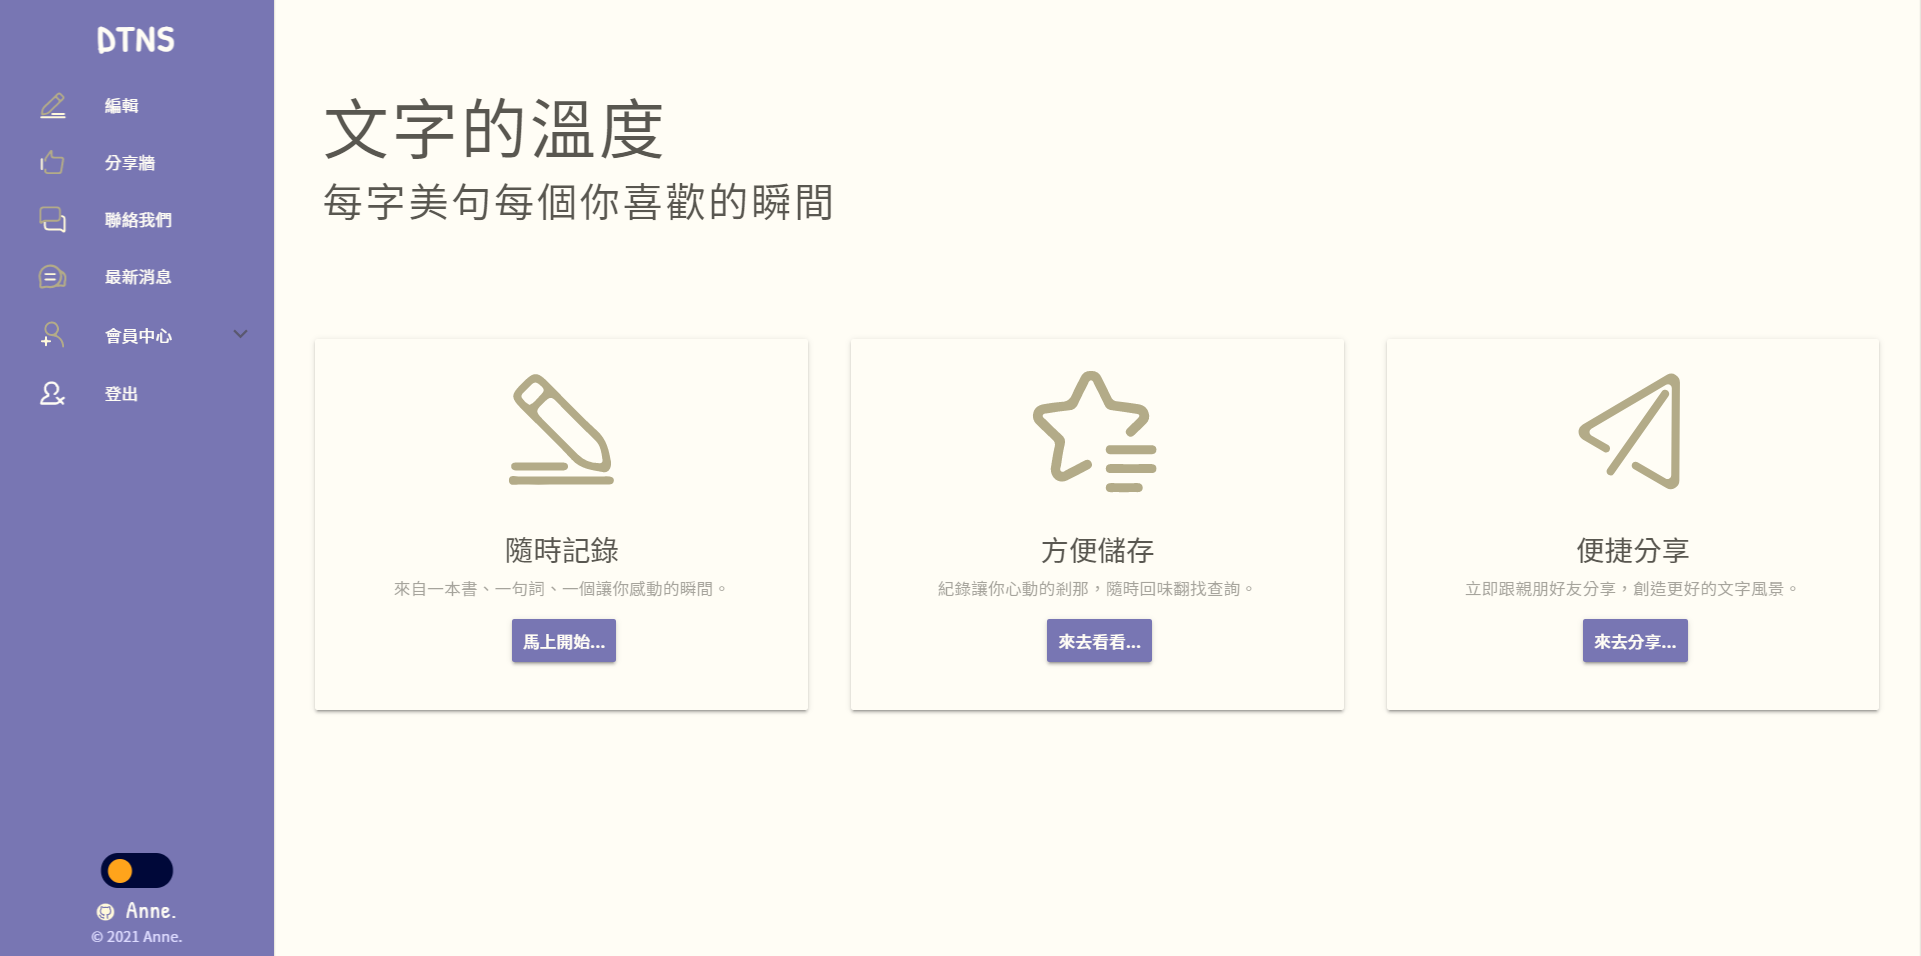 DTNS
編輯
分享牆
聯絡我們
最新消息
會員中心
登出
Anne.
© 2021 Anne.
文字的溫度
每字美句每個你喜歡的瞬間
隨時記錄
來自一本書、一句詞、一個讓你感動的瞬間。
馬上開始...
方便儲存
紀錄讓你心動的剎那，隨時回味翻找查詢。
來去看看...
便捷分享
立即跟親朋好友分享，創造更好的文字風景。
來去分享...